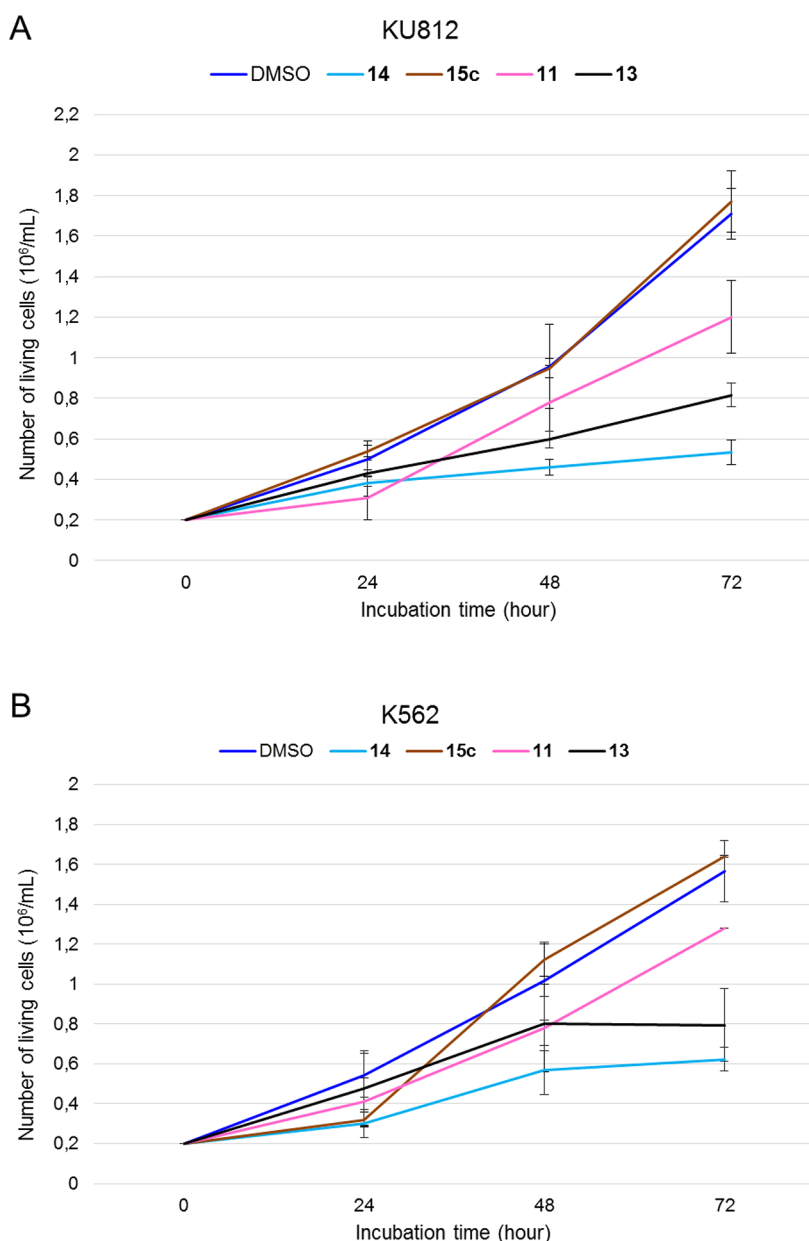 A
KU812
DMSO 14 15c 11 13
Number of living cells (10⁶/mL)
2,2
2
1,8
1,6
1,4
1,2
1
0,8
0,6
0,4
0,2
0
0 24 48 72
Incubation time (hour)
B
K562
DMSO 14 15c 11 13
Number of living cells (10⁶/mL)
2
1,8
1,6
1,4
1,2
1
0,8
0,6
0,4
0,2
0
0 24 48 72
Incubation time (hour)